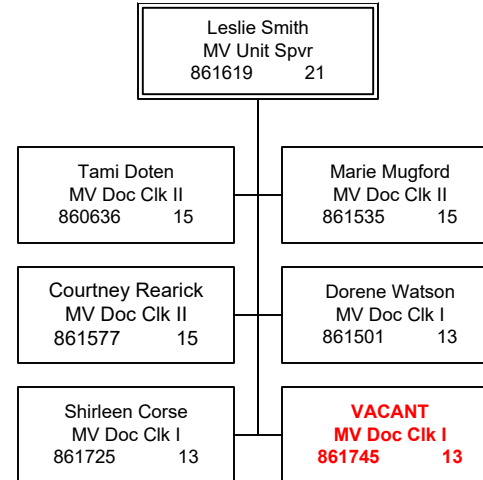 Leslie Smith
MV Unit Spvr
861619 21
Tami Doten
MV Doc Clk II
860636 15
Marie Mugford
MV Doc Clk II
861535 15
Courtney Rearick
MV Doc Clk II
861577 15
Dorene Watson
MV Doc Clk I
861501 13
Shirleen Corse
MV Doc Clk I
861725 13
VACANT
MV Doc Clk I
861745 13